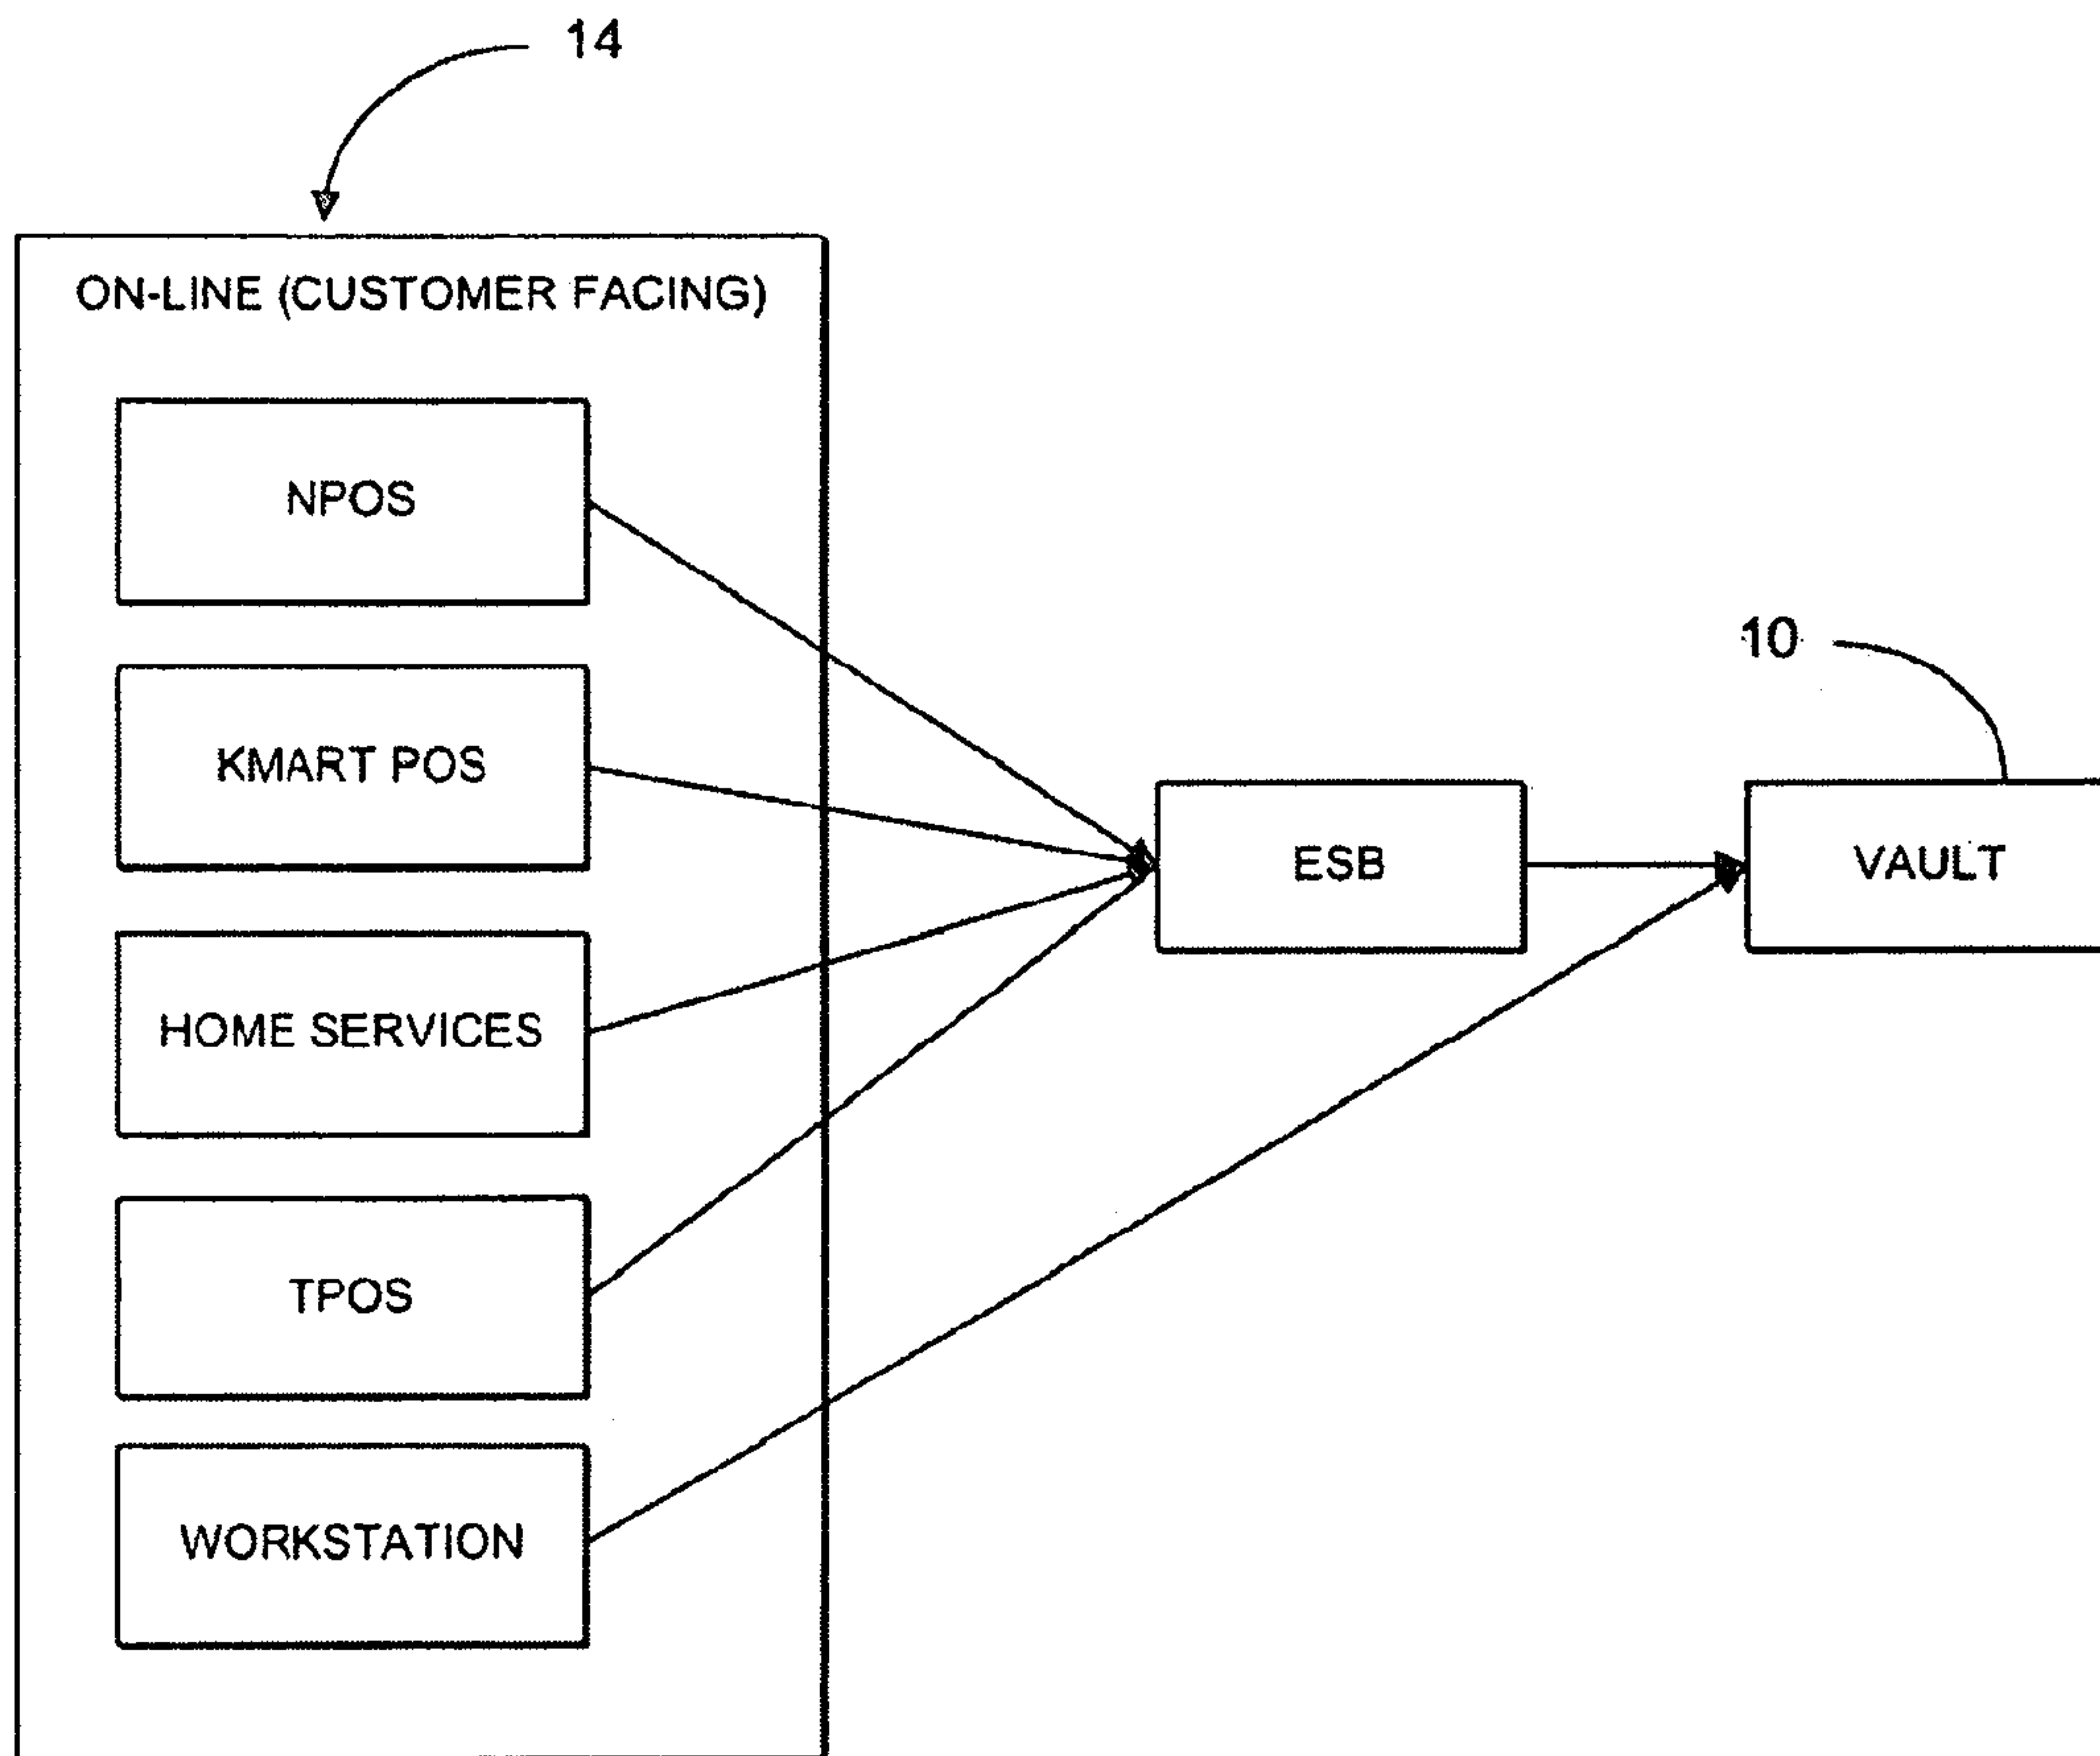 14
ON-LINE (CUSTOMER FACING)
NPOS
10
KMART POS
ESB
VAULT
HOME SERVICES
TPOS
WORKSTATION